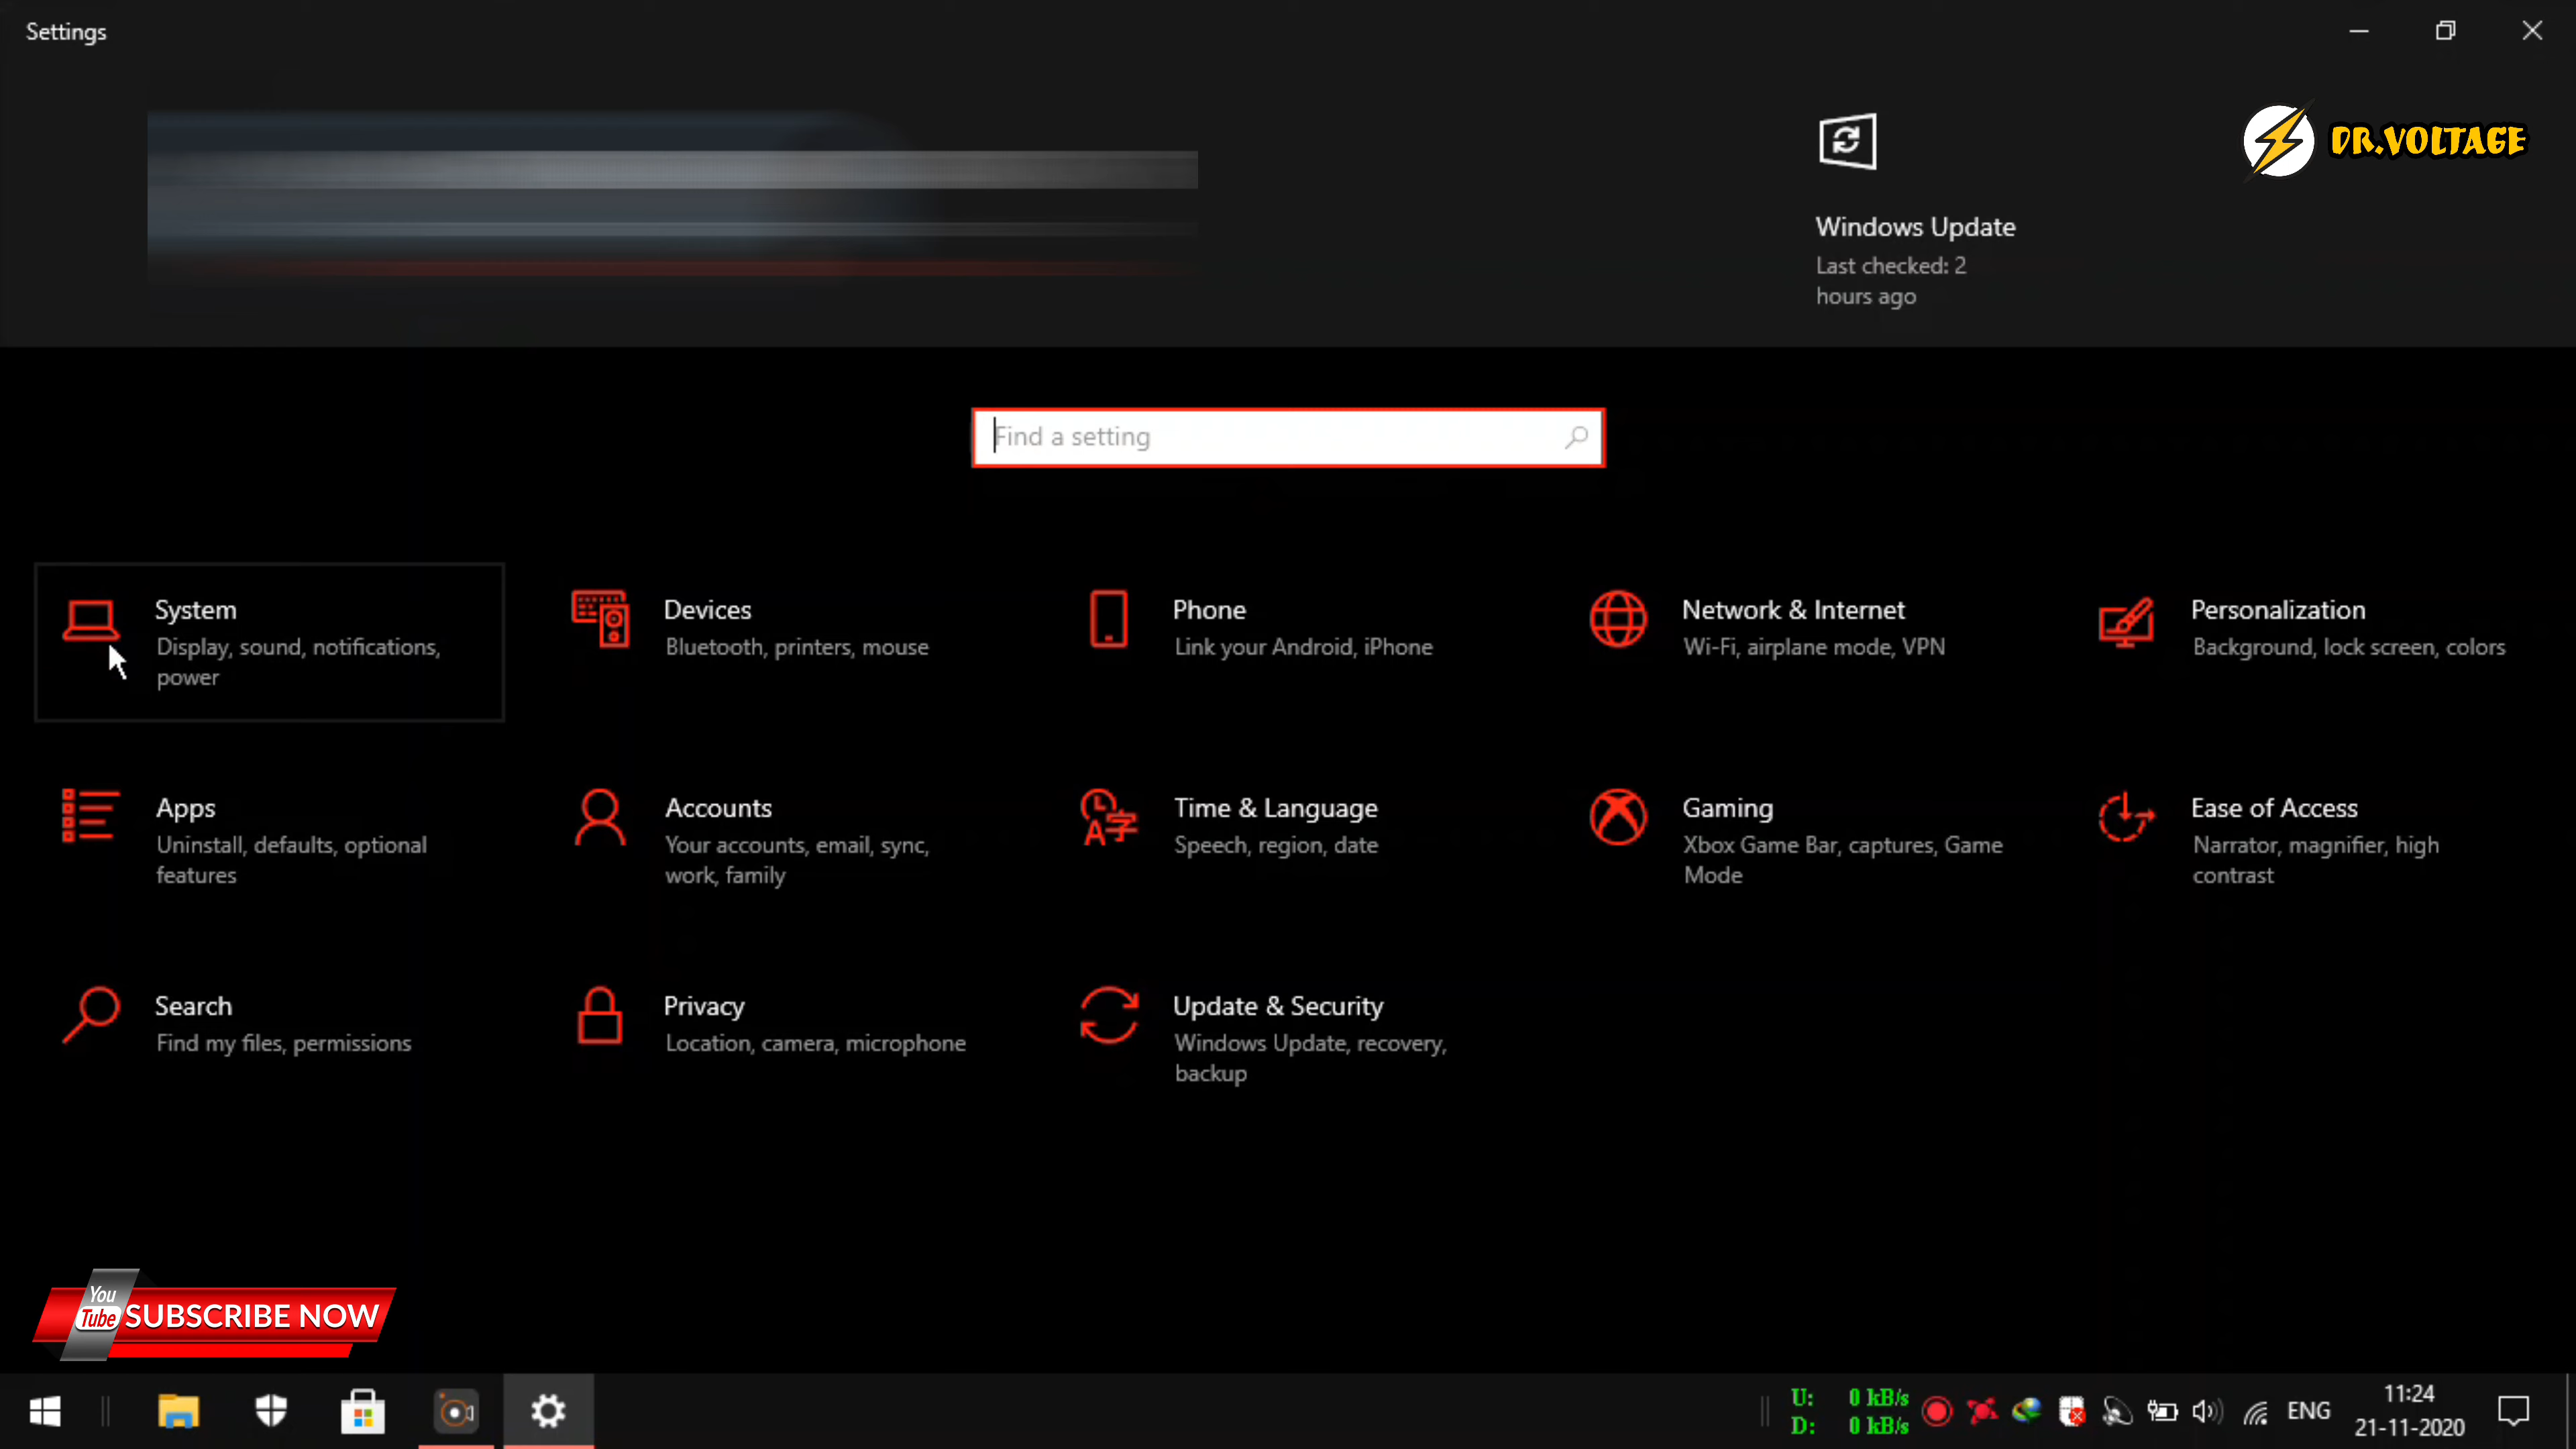 Settings
DR.VOLTAGE
Windows Update
Last checked: 2
hours ago
Find a setting
System
Display, sound, notifications,
power
Devices
Bluetooth, printers, mouse
Phone
Link your Android, iPhone
Network & Internet
Wi-Fi, airplane mode, VPN
Personalization
Background, lock screen, colors
Apps
Uninstall, defaults, optional
features
Accounts
Your accounts, email, sync,
work, family
Time & Language
Speech, region, date
Gaming
Xbox Game Bar, captures, Game
Mode
Ease of Access
Narrator, magnifier, high
contrast
Search
Find my files, permissions
Privacy
Location, camera, microphone
Update & Security
Windows Update, recovery,
backup
You
Tube SUBSCRIBE NOW
U: 0 kB/s
D: 0 kB/s
ENG
11:24
21-11-2020